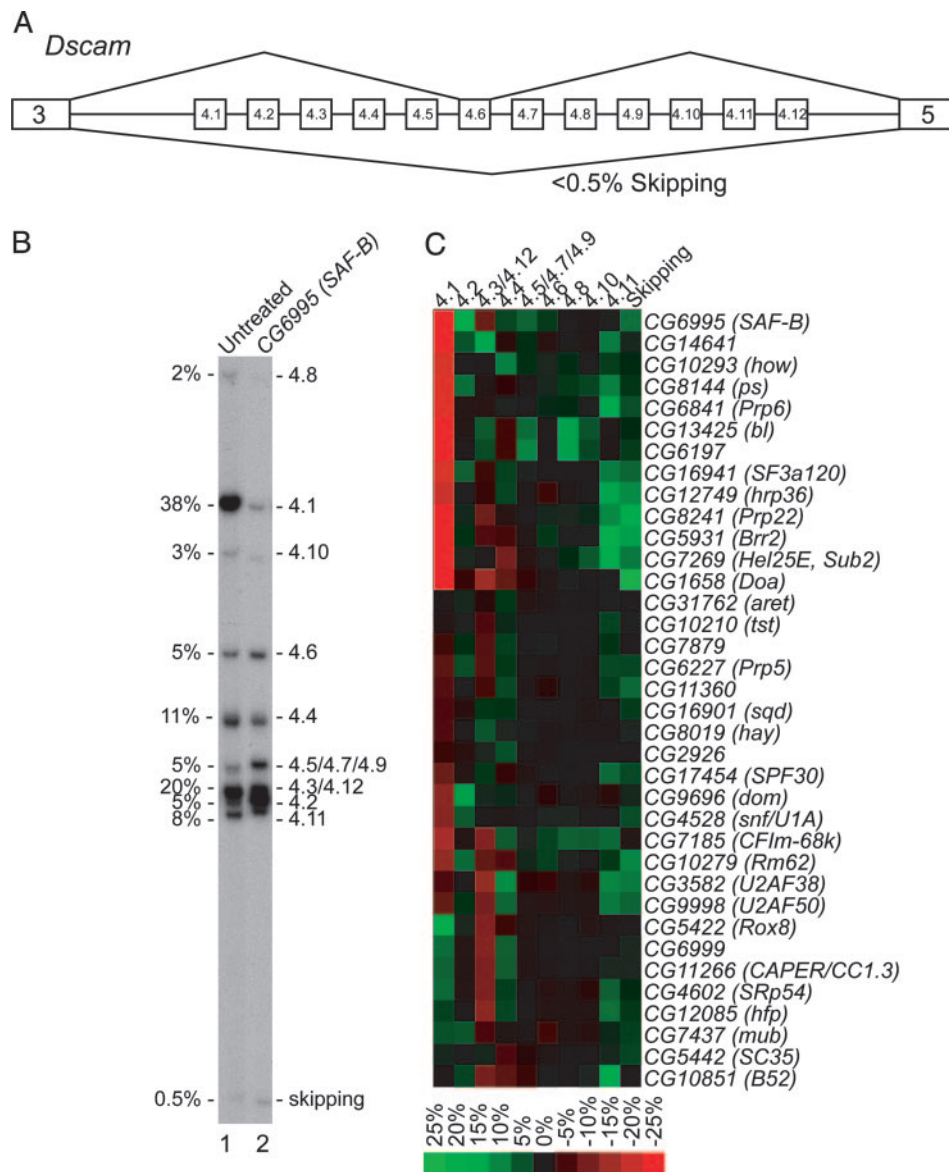 A
Dscam
3 4.1 4.2 4.3 4.4 4.5 4.6 4.7 4.8 4.9 4.10 4.11 4.12 5
<0.5% Skipping
B
Untreated
CG6995 (SAF-B)
2% - - 4.8
38% - - 4.1
3% - - 4.10
5% - - 4.6
11% - - 4.4
5% - - 4.5/4.7/4.9
20% - - 4.3/4.12
5% - - 4.2
8% - - 4.11
0.5% - - skipping
1 2
C
4.1
4.2
4.3/4.12
4.4
4.5/4.7/4.9
4.6
4.8
4.10
4.11
Skipping
CG6995 (SAF-B)
CG14641
CG10293 (how)
CG8144 (ps)
CG6841 (Prp6)
CG13425 (bl)
CG6197
CG16941 (SF3a120)
CG12749 (hrp36)
CG8241 (Prp22)
CG5931 (Brr2)
CG7269 (Hel25E, Sub2)
CG1658 (Doa)
CG31762 (aret)
CG10210 (tst)
CG7879
CG6227 (Prp5)
CG11360
CG16901 (sqd)
CG8019 (hay)
CG2926
CG17454 (SPF30)
CG9696 (dom)
CG4528 (snf/U1A)
CG7185 (CFIm-68k)
CG10279 (Rm62)
CG3582 (U2AF38)
CG9998 (U2AF50)
CG5422 (Rox8)
CG6999
CG11266 (CAPER/CC1.3)
CG4602 (SRp54)
CG12085 (hfp)
CG7437 (mub)
CG5442 (SC35)
CG10851 (B52)
25% 20% 15% 10% 5% 0% -5% -10% -15% -20% -25%